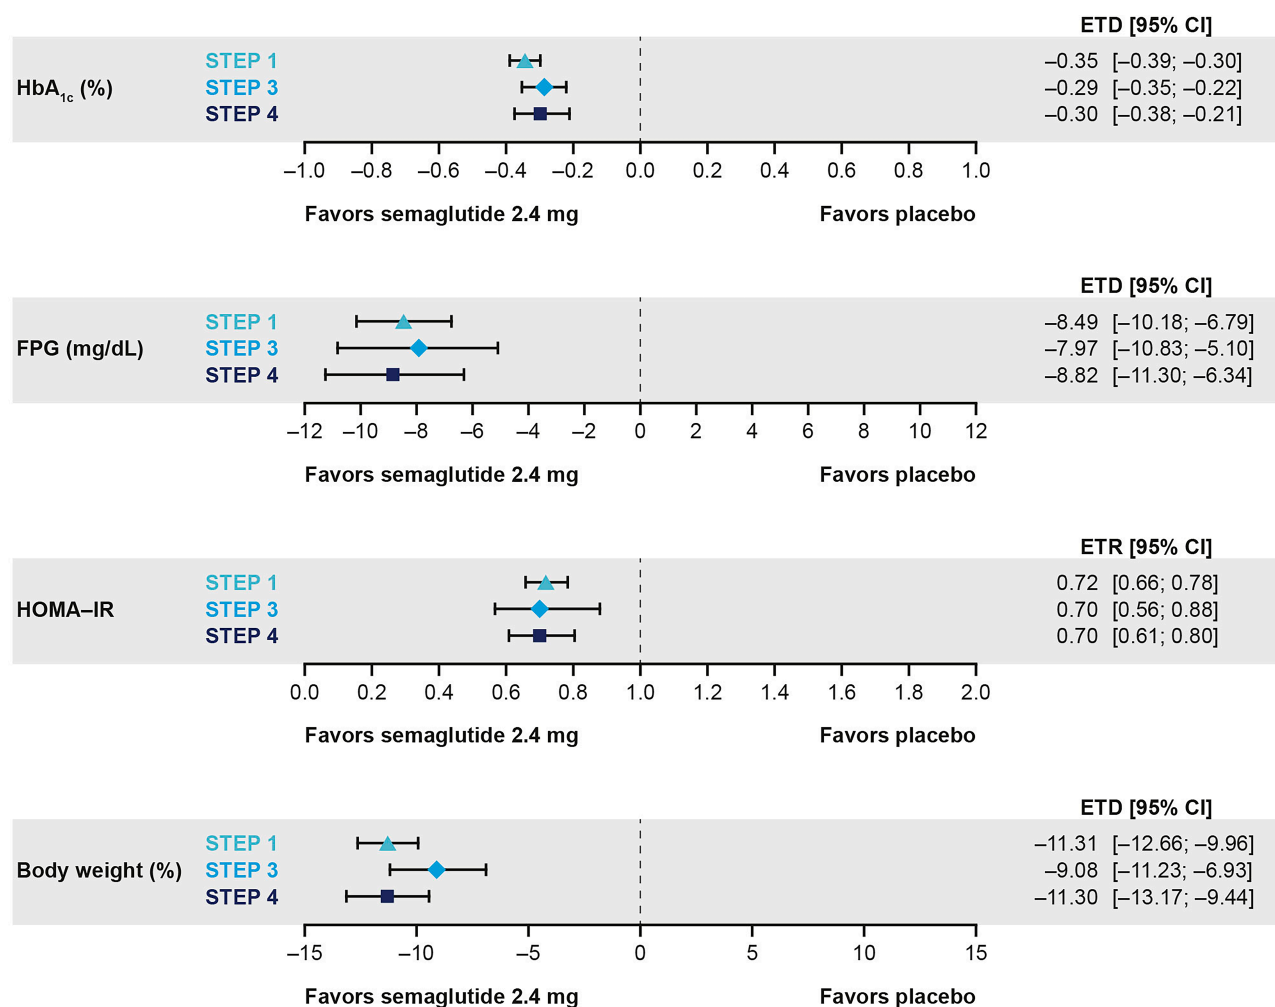 ETD [95% CI]
HbA1c (%)
STEP 1 –0.35 [–0.39; –0.30]
STEP 3 –0.29 [–0.35; –0.22]
STEP 4 –0.30 [–0.38; –0.21]
–1.0 –0.8 –0.6 –0.4 –0.2 0.0 0.2 0.4 0.6 0.8 1.0
Favors semaglutide 2.4 mg Favors placebo
ETD [95% CI]
FPG (mg/dL)
STEP 1 –8.49 [–10.18; –6.79]
STEP 3 –7.97 [–10.83; –5.10]
STEP 4 –8.82 [–11.30; –6.34]
–12 –10 –8 –6 –4 –2 0 2 4 6 8 10 12
Favors semaglutide 2.4 mg Favors placebo
ETR [95% CI]
HOMA–IR
STEP 1 0.72 [0.66; 0.78]
STEP 3 0.70 [0.56; 0.88]
STEP 4 0.70 [0.61; 0.80]
0.0 0.2 0.4 0.6 0.8 1.0 1.2 1.4 1.6 1.8 2.0
Favors semaglutide 2.4 mg Favors placebo
ETD [95% CI]
Body weight (%)
STEP 1 –11.31 [–12.66; –9.96]
STEP 3 –9.08 [–11.23; –6.93]
STEP 4 –11.30 [–13.17; –9.44]
–15 –10 –5 0 5 10 15
Favors semaglutide 2.4 mg Favors placebo